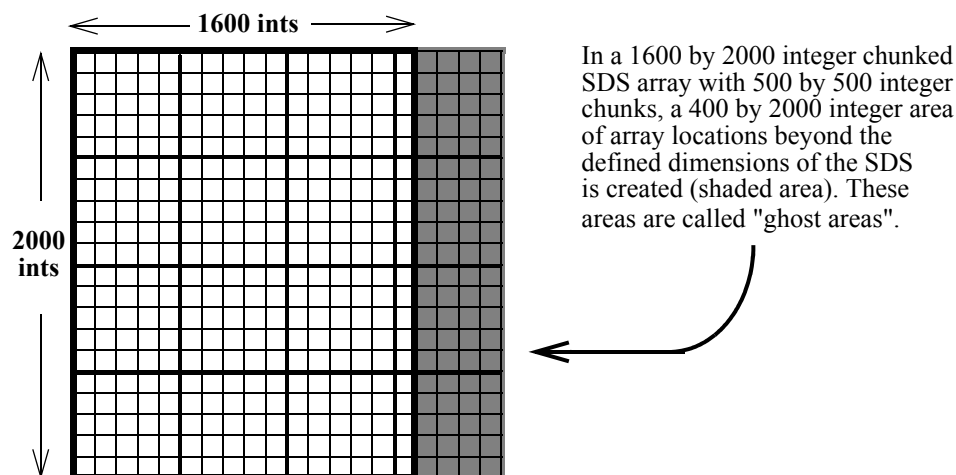 1600 ints
2000
ints
In a 1600 by 2000 integer chunked
SDS array with 500 by 500 integer
chunks, a 400 by 2000 integer area
of array locations beyond the
defined dimensions of the SDS
is created (shaded area). These
areas are called "ghost areas".